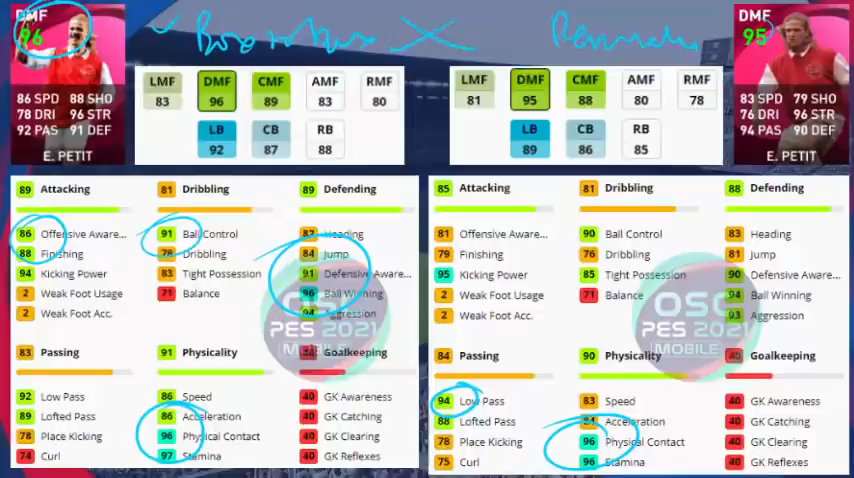 DMF
96
86 SPD 88 SHO
78 DRI 96 STR
92 PAS 91 DEF
E. PETIT
LMF 83
DMF 96
CMF 89
AMF 83
RMF 80
LB 92
CB 87
RB 88
LMF 81
DMF 95
CMF 88
AMF 80
RMF 78
LB 89
CB 86
RB 85
DMF
95
83 SPD 79 SHO
76 DRI 96 STR
94 PAS 90 DEF
E. PETIT
89 Attacking
86 Offensive Aware...
88 Finishing
94 Kicking Power
2 Weak Foot Usage
2 Weak Foot Acc.
81 Dribbling
91 Ball Control
78 Dribbling
83 Tight Possession
71 Balance
89 Defending
82 Heading
84 Jump
91 Defensive Aware...
96 Ball Winning
94 Aggression
83 Passing
92 Low Pass
89 Lofted Pass
78 Place Kicking
74 Curl
91 Physicality
86 Speed
86 Acceleration
96 Physical Contact
97 Stamina
Goalkeeping
40 GK Awareness
40 GK Catching
40 GK Clearing
40 GK Reflexes
85 Attacking
81 Offensive Aware...
79 Finishing
95 Kicking Power
2 Weak Foot Usage
2 Weak Foot Acc.
81 Dribbling
90 Ball Control
76 Dribbling
85 Tight Possession
71 Balance
88 Defending
83 Heading
81 Jump
90 Defensive Aware...
94 Ball Winning
93 Aggression
84 Passing
94 Low Pass
88 Lofted Pass
78 Place Kicking
75 Curl
90 Physicality
83 Speed
84 Acceleration
96 Physical Contact
96 Stamina
40 Goalkeeping
40 GK Awareness
40 GK Catching
40 GK Clearing
40 GK Reflexes
OSG
PES 2021
MOBILE
OSG
PES 2021
MOBILE